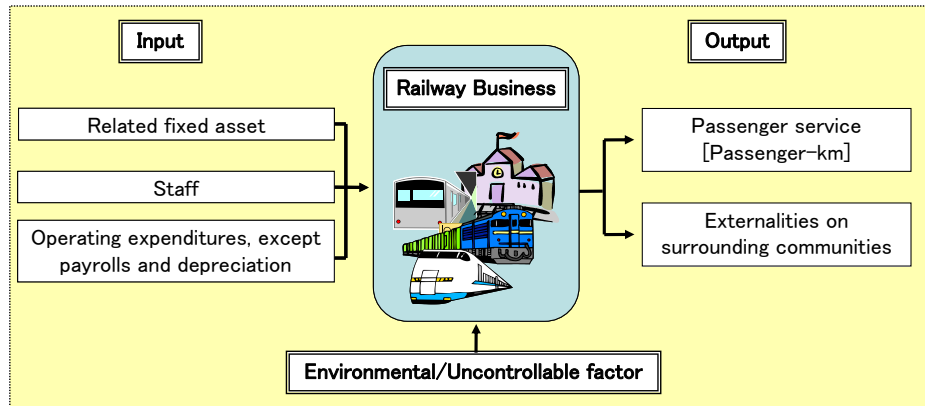 Input
Output
Railway Business
Related fixed asset
Staff
Operating expenditures, except
payrolls and depreciation
Passenger service
[Passenger-km]
Externalities on
surrounding communities
Environmental/Uncontrollable factor